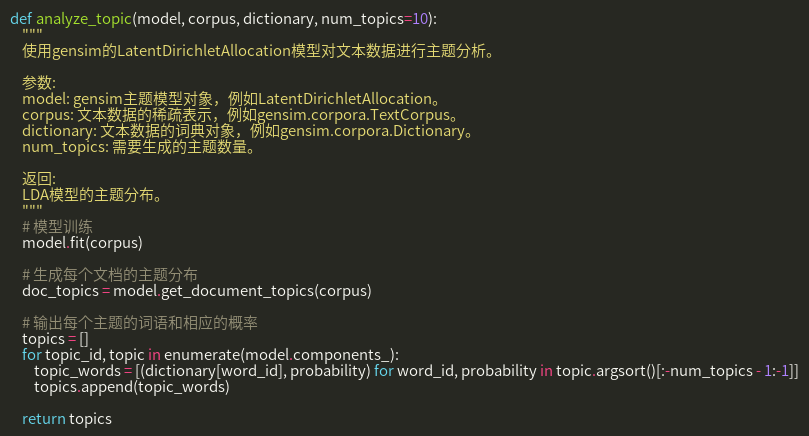 def analyze_topic(model, corpus, dictionary, num_topics=10):
"""
使用gensim的LatentDirichletAllocation模型对文本数据进行主题分析。
参数:
model: gensim主题模型对象，例如LatentDirichletAllocation。
corpus: 文本数据的稀疏表示，例如gensim.corpora.TextCorpus。
dictionary: 文本数据的词典对象，例如gensim.corpora.Dictionary。
num_topics: 需要生成的主题数量。
返回:
LDA模型的主题分布。
"""
# 模型训练
model.fit(corpus)
# 生成每个文档的主题分布
doc_topics = model.get_document_topics(corpus)
# 输出每个主题的词语和相应的概率
topics = []
for topic_id, topic in enumerate(model.components_):
topic_words = [(dictionary[word_id], probability) for word_id, probability in topic.argsort()[:-num_topics - 1:-1]]
topics.append(topic_words)
return topics